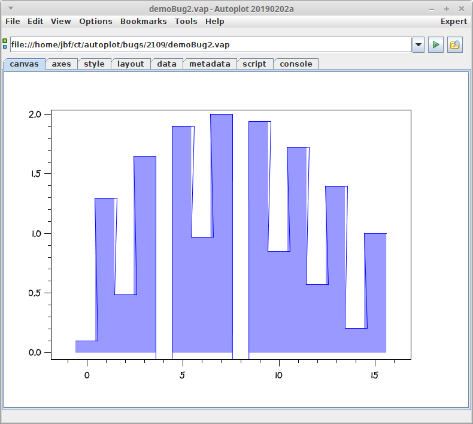 demoBug2.vap - Autoplot 20190202a
File Edit View Options Bookmarks Tools Help Expert
file:///home/jbf/ct/autoplot/bugs/2109/demoBug2.vap
canvas axes style layout data metadata script console
2.0
1.5
1.0
0.5
0.0
0 5 10 15